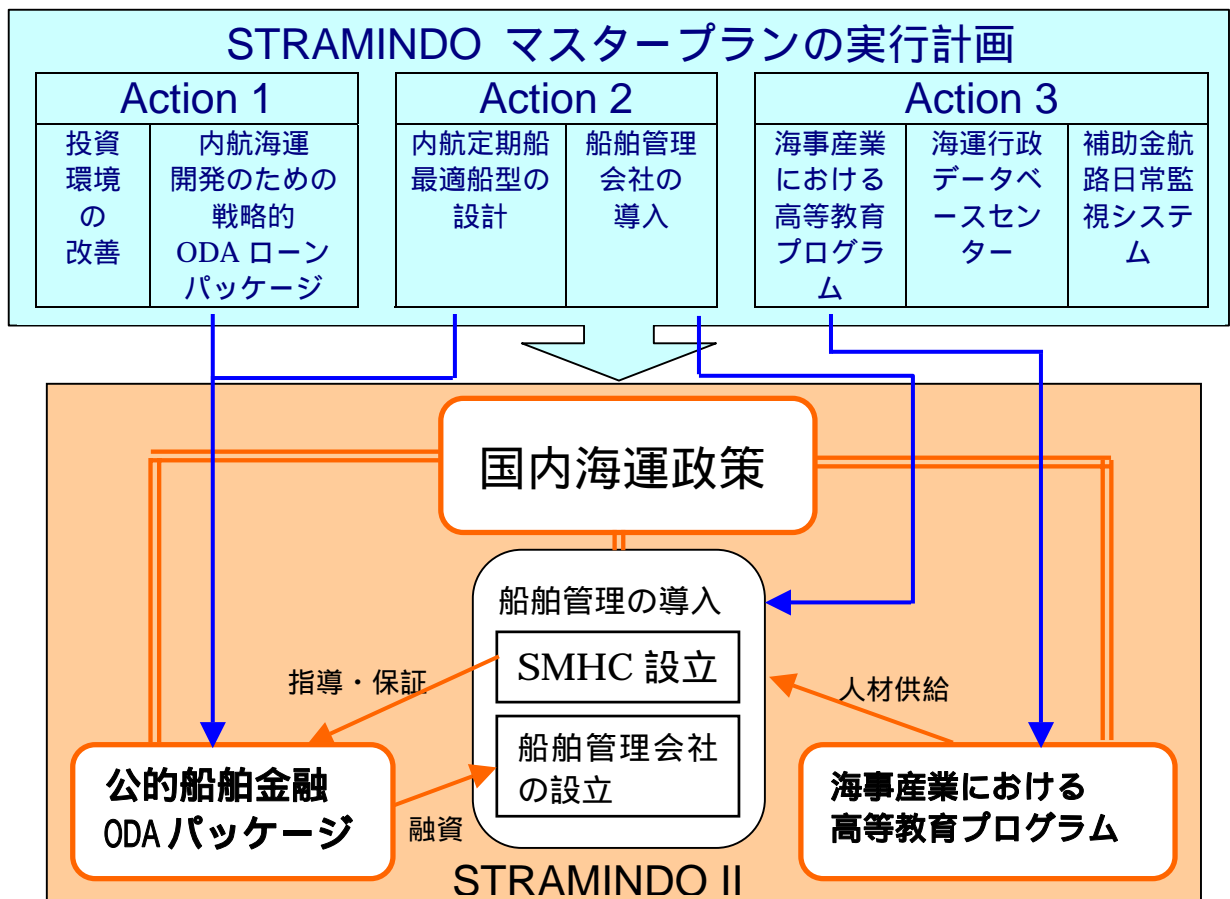 STRAMINDO マスタープランの実行計画
Action 1
投資
環境
の
改善
内航海運
開発のための
戦略的
ODA ローン
パッケージ
Action 2
内航定期船
最適船型の
設計
船舶管理
会社の
導入
Action 3
海事産業
における
高等教育
プログラ
ム
海運行政
データベ
ースセン
ター
補助金航
路日常監
視システ
ム
国内海運政策
船舶管理の導入
SMHC 設立
船舶管理会社
の設立
指導・保証
人材供給
公的船舶金融
ODA パッケージ
融資
海事産業における
高等教育プログラム
STRAMINDO II